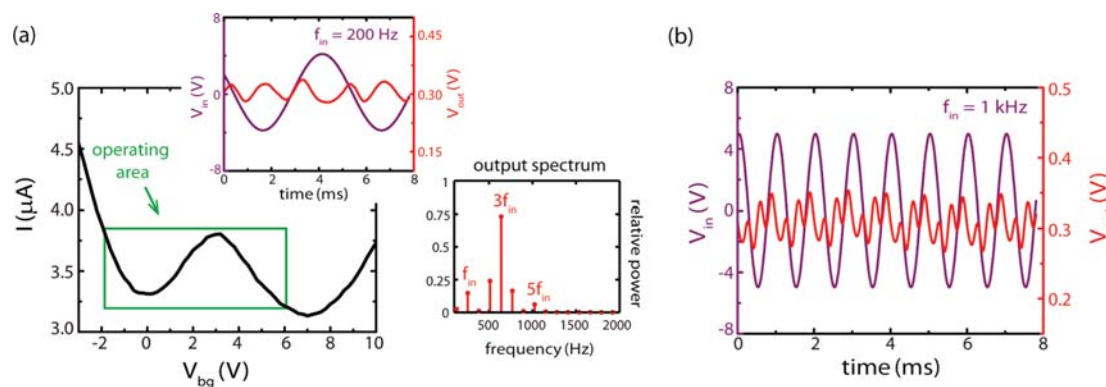 (a)
f_in = 200 Hz
V_in (V)
8
0
-8
0.45
0.30
0.15
V_out (V)
0 2 4 6 8
time (ms)
I (μA)
5.0
4.5
4.0
3.5
3.0
operating
area
-2 0 2 4 6 8 10
V_bg (V)
output spectrum
1
0.75
0.5
0.25
0
f_in
3f_in
5f_in
relative power
500 1000 1500 2000
frequency (Hz)
(b)
f_in = 1 kHz
V_in (V)
8
4
0
-4
-8
0.5
0.4
0.3
0.2
(V)
0 2 4 6 8
time (ms)